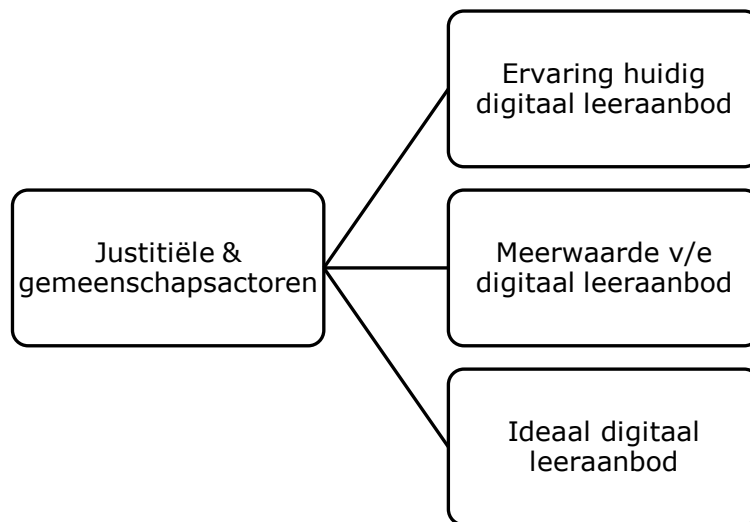 Justitiële &
gemeenschapsactoren
Ervaring huidig
digitaal leeraanbod
Meerwaarde v/e
digitaal leeraanbod
Ideaal digitaal
leeraanbod